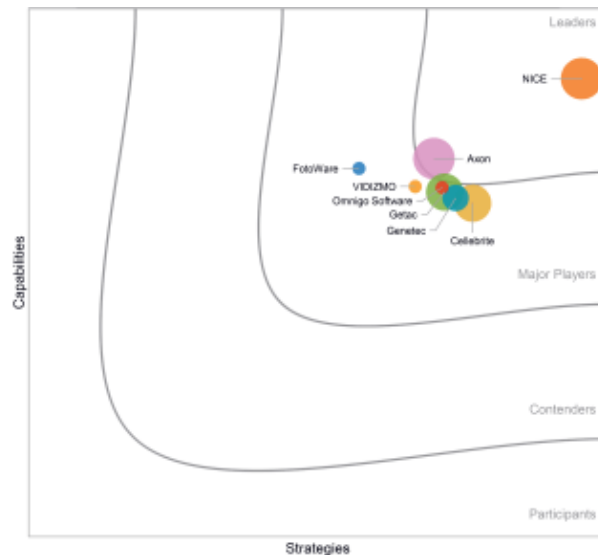 Leaders
NICE
Axon
FotoWare
VIDIZMO
Omnigo Software
Getac
Genetec
Cellebrite
Major Players
Contenders
Participants
Capabilities
Strategies